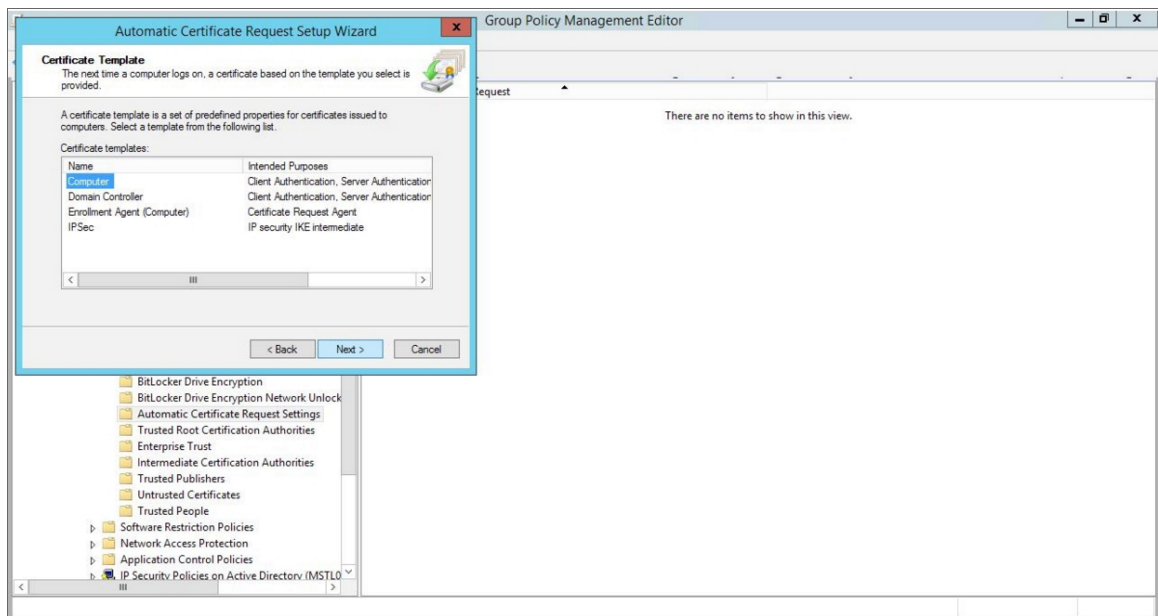 Group Policy Management Editor
Automatic Certificate Request Setup Wizard
Certificate Template
The next time a computer logs on, a certificate based on the template you select is
provided.
A certificate template is a set of predefined properties for certificates issued to
computers. Select a template from the following list.
Certificate templates:
Name Intended Purposes
Computer Client Authentication, Server Authentication
Domain Controller Client Authentication, Server Authentication
Enrollment Agent (Computer) Certificate Request Agent
IPSec IP security IKE intermediate
< Back Next > Cancel
Request
There are no items to show in this view.
BitLocker Drive Encryption
BitLocker Drive Encryption Network Unlock
Automatic Certificate Request Settings
Trusted Root Certification Authorities
Enterprise Trust
Intermediate Certification Authorities
Trusted Publishers
Untrusted Certificates
Trusted People
Software Restriction Policies
Network Access Protection
Application Control Policies
IP Security Policies on Active Directory (MSTL0